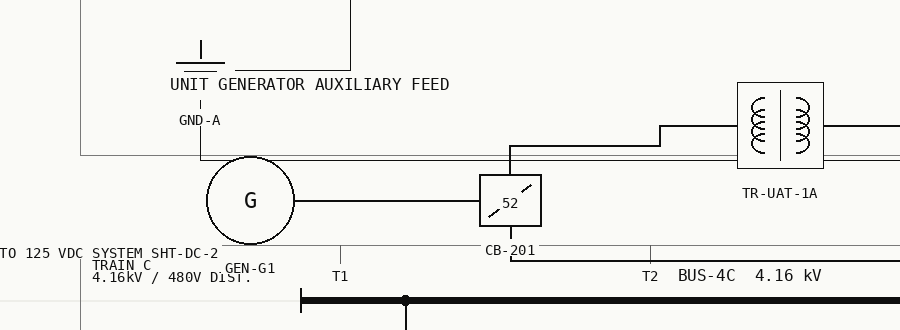 UNIT GENERATOR AUXILIARY FEED
GND-A
TR-UAT-1A
G
52
CB-201
TO 125 VDC SYSTEM SHT-DC-2
TRAIN C
GEN-G1
4.16kV / 480V DIST.
T1
T2
BUS-4C 4.16 kV